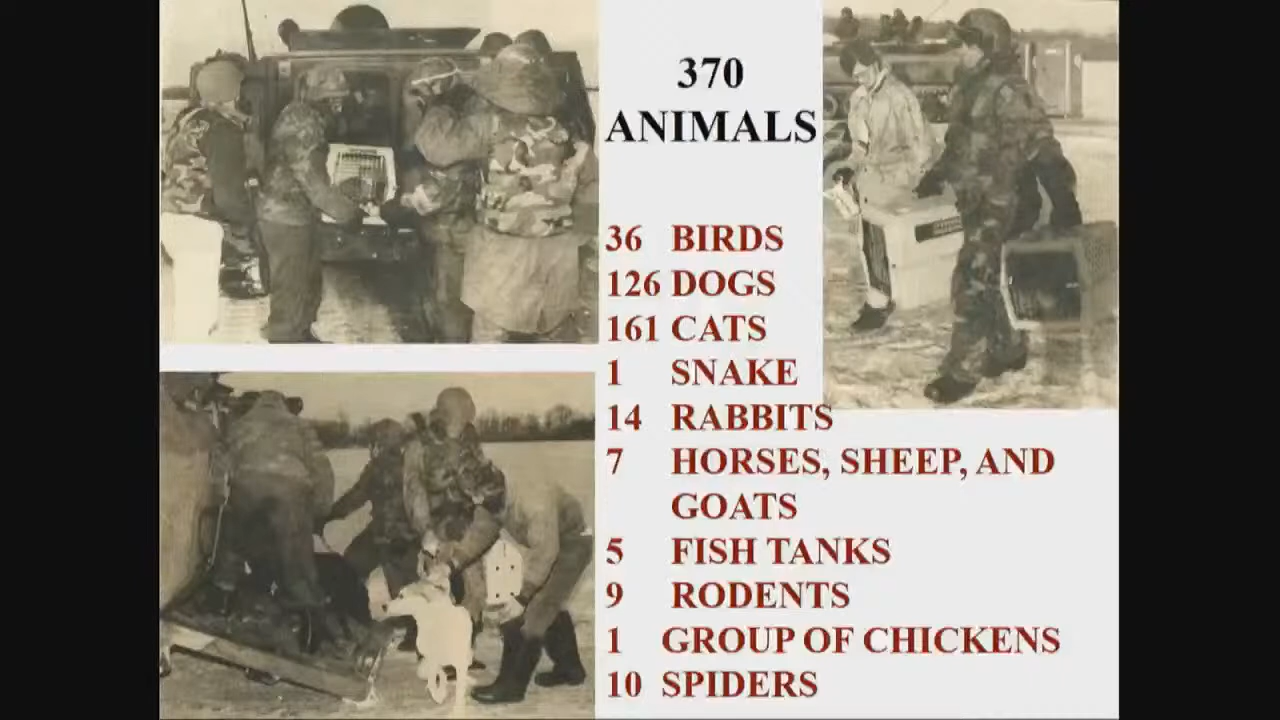 370
ANIMALS
36 BIRDS
126 DOGS
161 CATS
1 SNAKE
14 RABBITS
7 HORSES, SHEEP, AND
GOATS
5 FISH TANKS
9 RODENTS
1 GROUP OF CHICKENS
10 SPIDERS